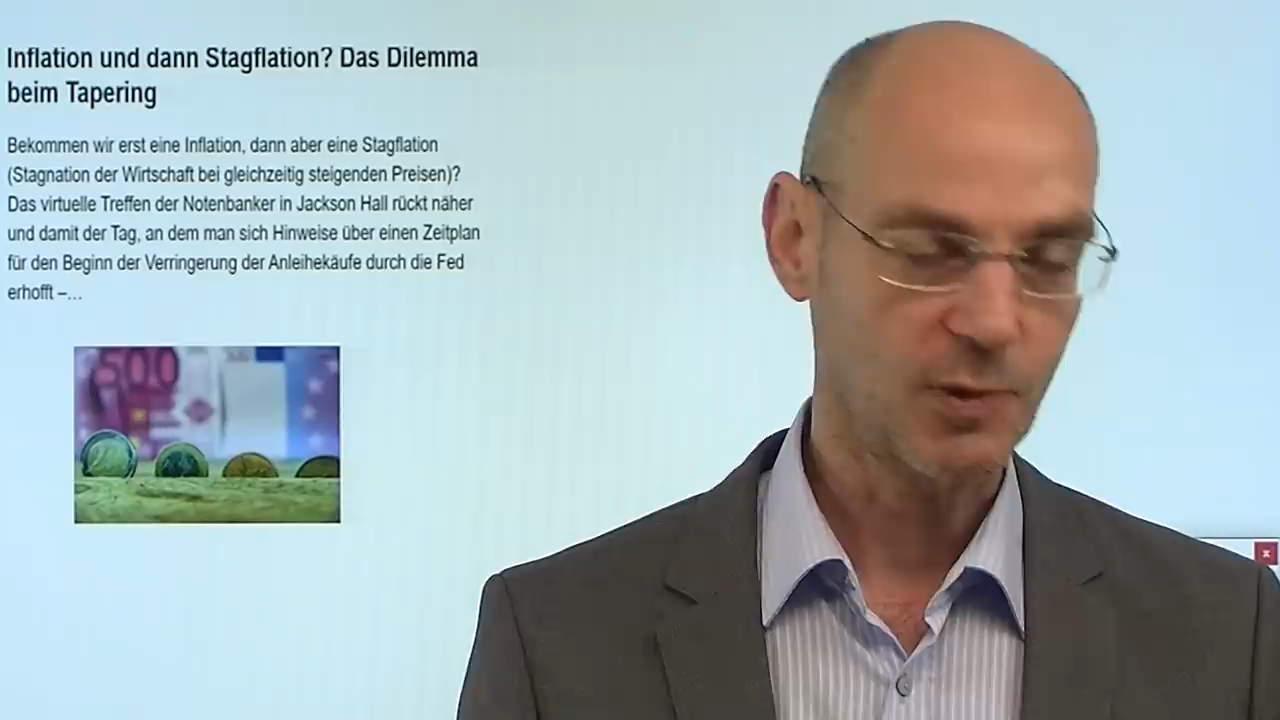 Inflation und dann Stagflation? Das Dilemma
beim Tapering
Bekommen wir erst eine Inflation, dann aber eine Stagflation
(Stagnation der Wirtschaft bei gleichzeitig steigenden Preisen)?
Das virtuelle Treffen der Notenbanker in Jackson Hall rückt näher
und damit der Tag, an dem man sich Hinweise über einen Zeitplan
für den Beginn der Verringerung der Anleihekäufe durch die Fed
erhofft –...
500
x